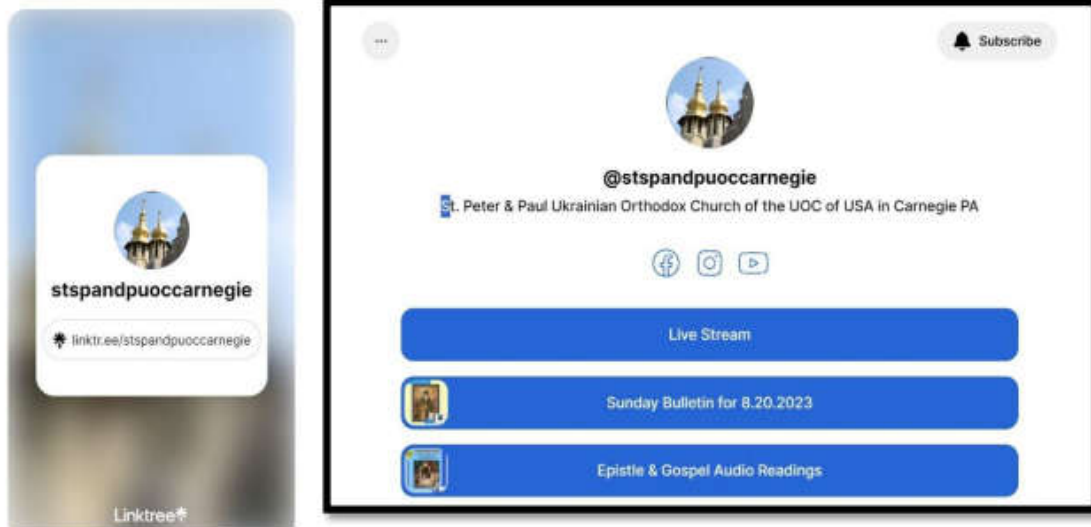 stspandpuoccarnegie
linktr.ee/stspandpuoccarnegie
Linktree
...
Subscribe
@stspandpuoccarnegie
St. Peter & Paul Ukrainian Orthodox Church of the UOC of USA in Carnegie PA
Live Stream
Sunday Bulletin for 8.20.2023
Epistle & Gospel Audio Readings